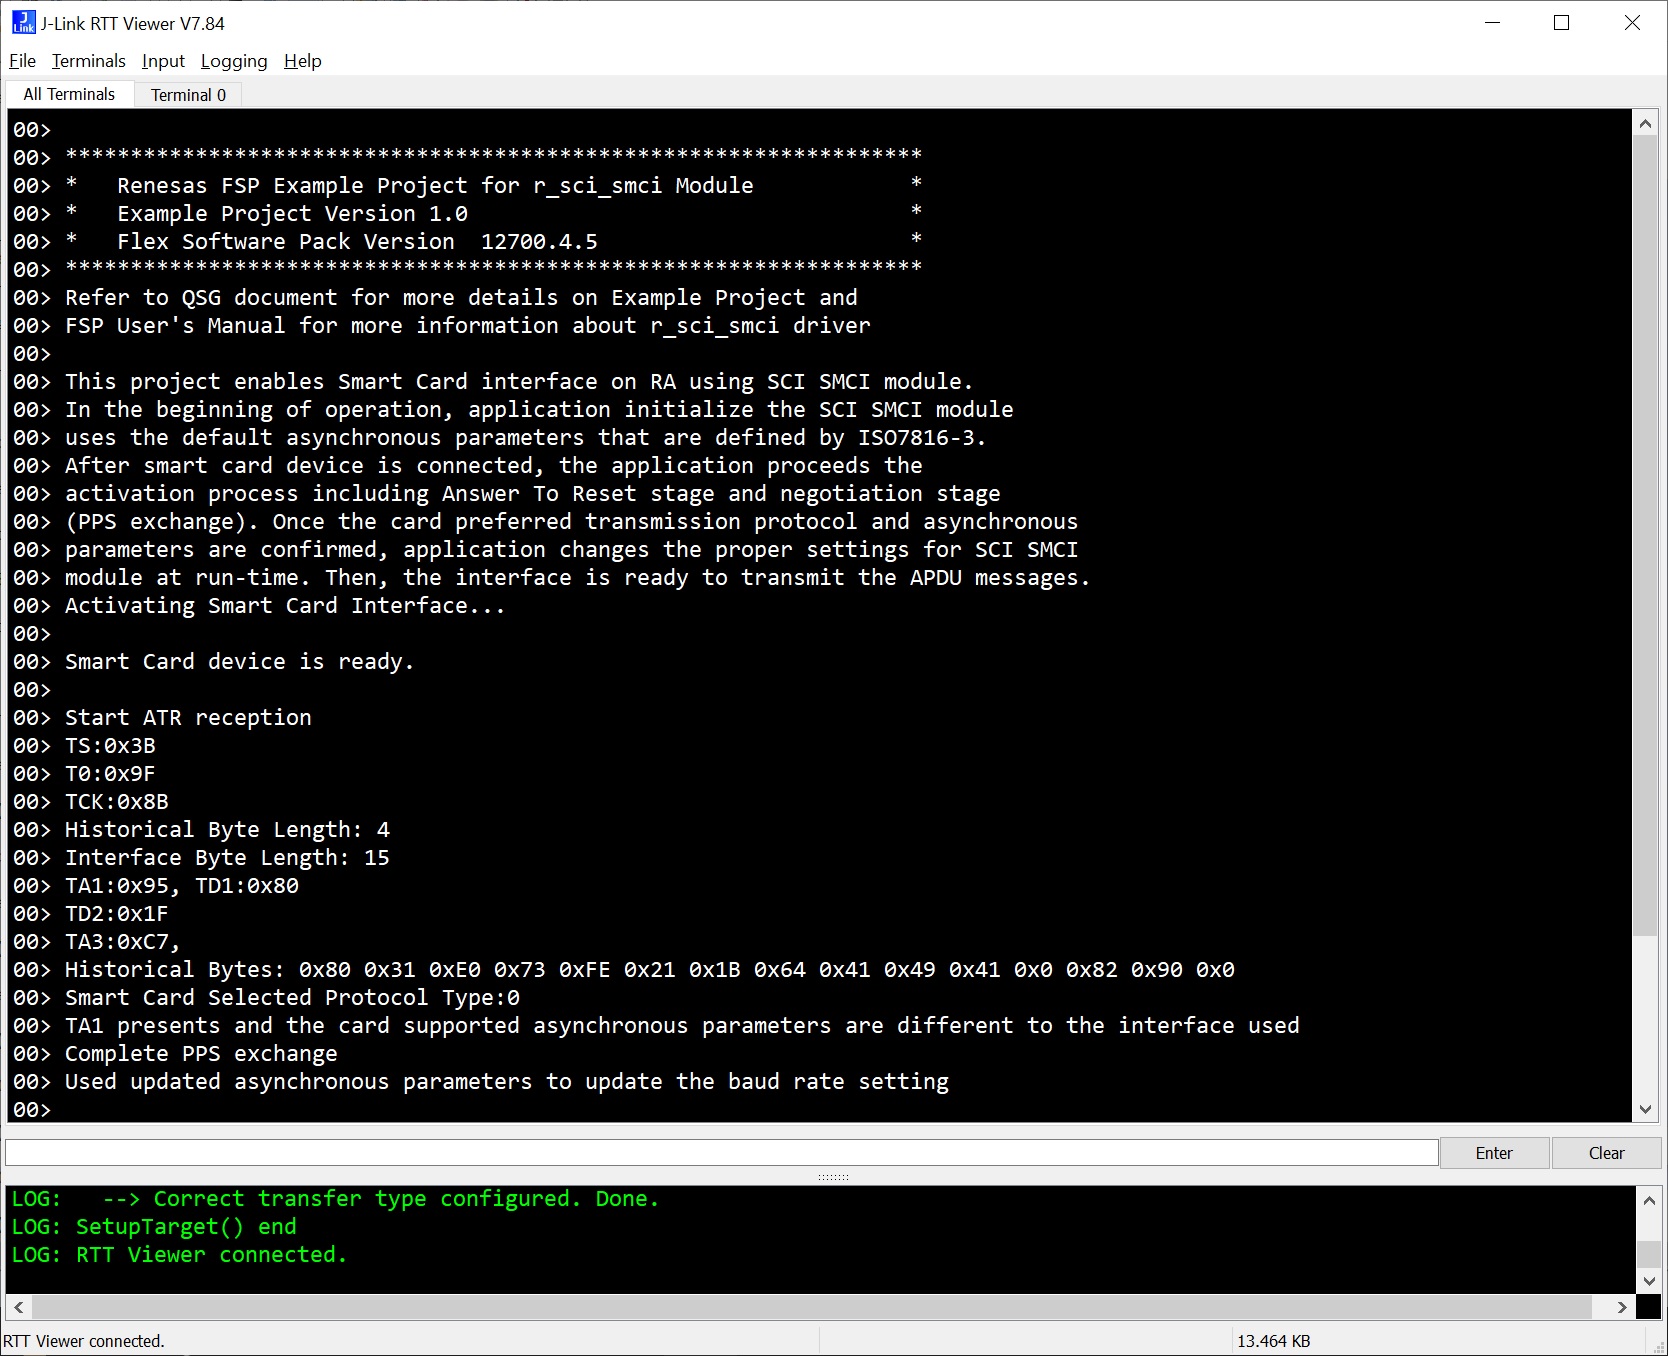 J-Link RTT Viewer V7.84
File Terminals Input Logging Help
All Terminals Terminal 0
00>
00> ******************************************************************
00> *   Renesas FSP Example Project for r_sci_smci Module            *
00> *   Example Project Version 1.0                                  *
00> *   Flex Software Pack Version  12700.4.5                        *
00> ******************************************************************
00> Refer to QSG document for more details on Example Project and
00> FSP User's Manual for more information about r_sci_smci driver
00>
00> This project enables Smart Card interface on RA using SCI SMCI module.
00> In the beginning of operation, application initialize the SCI SMCI module
00> uses the default asynchronous parameters that are defined by ISO7816-3.
00> After smart card device is connected, the application proceeds the
00> activation process including Answer To Reset stage and negotiation stage
00> (PPS exchange). Once the card preferred transmission protocol and asynchronous
00> parameters are confirmed, application changes the proper settings for SCI SMCI
00> module at run-time. Then, the interface is ready to transmit the APDU messages.
00> Activating Smart Card Interface...
00>
00> Smart Card device is ready.
00>
00> Start ATR reception
00> TS:0x3B
00> T0:0x9F
00> TCK:0x8B
00> Historical Byte Length: 4
00> Interface Byte Length: 15
00> TA1:0x95, TD1:0x80
00> TD2:0x1F
00> TA3:0xC7,
00> Historical Bytes: 0x80 0x31 0xE0 0x73 0xFE 0x21 0x1B 0x64 0x41 0x49 0x41 0x0 0x82 0x90 0x0
00> Smart Card Selected Protocol Type:0
00> TA1 presents and the card supported asynchronous parameters are different to the interface used
00> Complete PPS exchange
00> Used updated asynchronous parameters to update the baud rate setting
00>
Enter Clear
LOG:   --> Correct transfer type configured. Done.
LOG: SetupTarget() end
LOG: RTT Viewer connected.
RTT Viewer connected. 13.464 KB